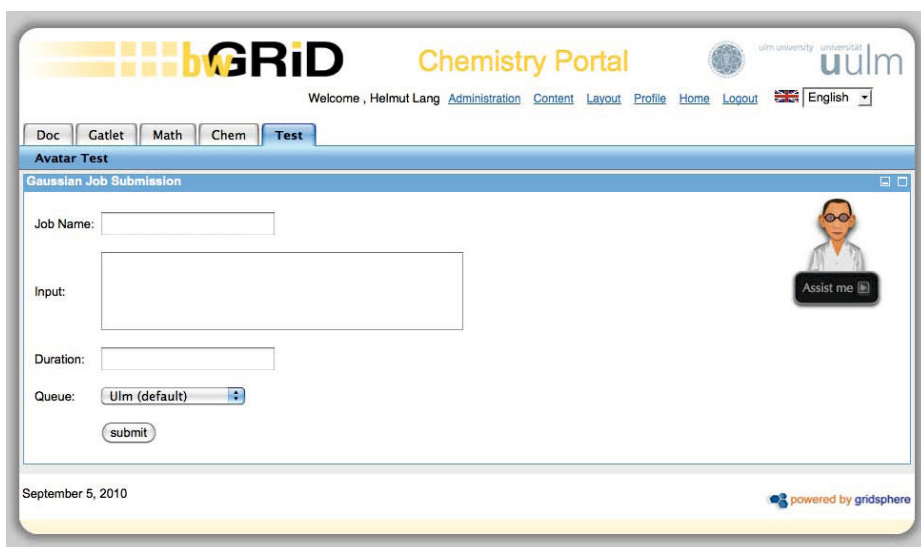 bwGRiD Chemistry Portal ulm university universität uulm
Welcome , Helmut Lang Administration Content Layout Profile Home Logout English
Doc Gatlet Math Chem Test
Avatar Test
Gaussian Job Submission
Job Name:
Assist me
Input:
Duration:
Queue: Ulm (default)
submit
September 5, 2010
powered by gridsphere